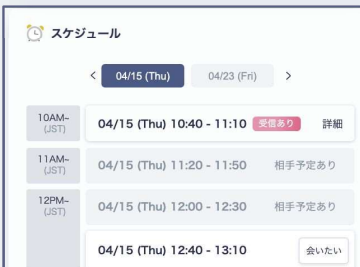 スケジュール
< 04/15 (Thu) 04/23 (Fri) >
10AM~
(JST)
04/15 (Thu) 10:40 - 11:10 受信あり 詳細
11AM~
(JST)
04/15 (Thu) 11:20 - 11:50 相手予定あり
12PM~
(JST)
04/15 (Thu) 12:00 - 12:30 相手予定あり
04/15 (Thu) 12:40 - 13:10 会いたい